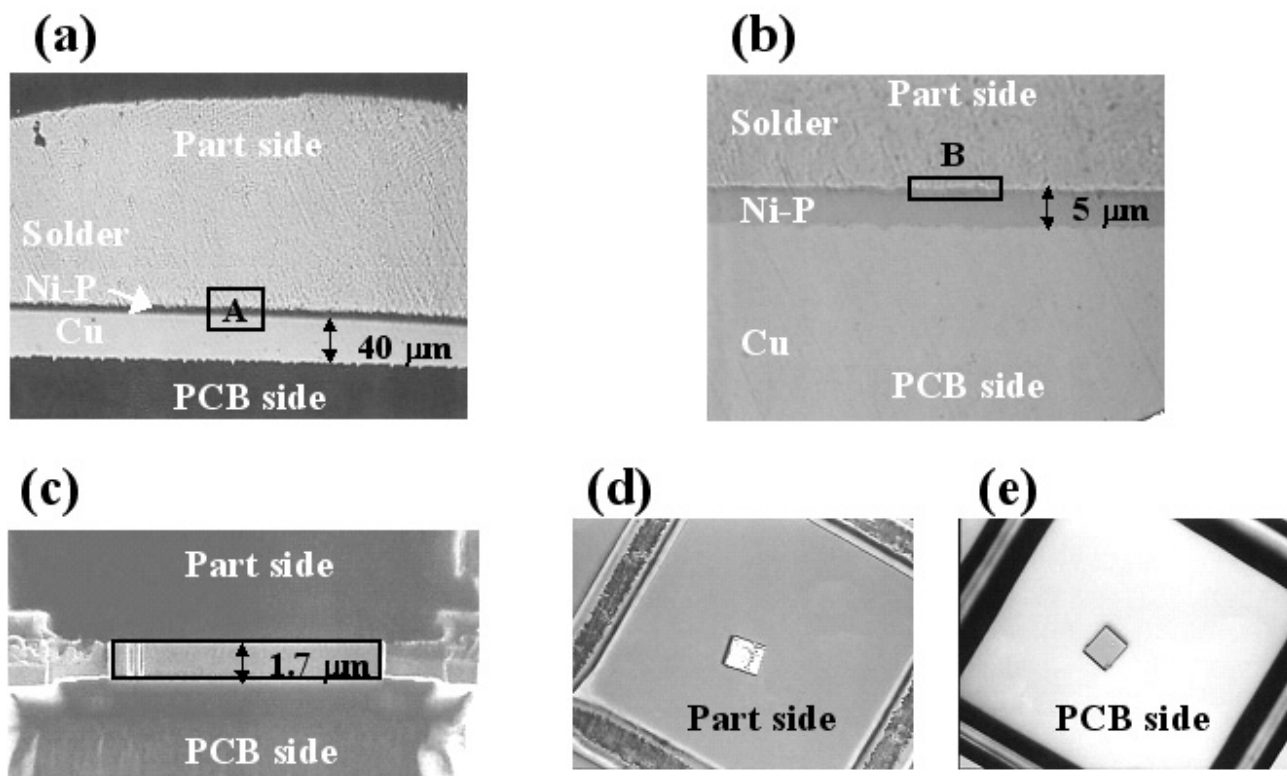 (a)
Part side
Solder
Ni-P
A
Cu
40 μm
PCB side
(b)
Part side
Solder
B
Ni-P
5 μm
Cu
PCB side
(c)
Part side
1.7 μm
PCB side
(d)
Part side
(e)
PCB side